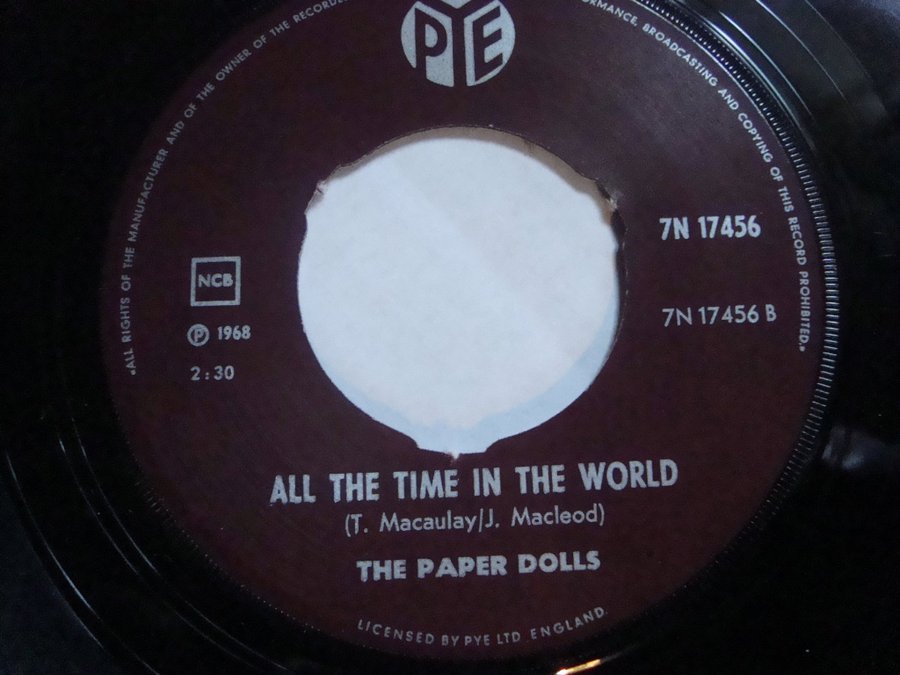 PYE
•ALL RIGHTS OF THE MANUFACTURER AND OF THE OWNER OF THE RECORDED
PERFORMANCE, BROADCASTING AND COPYING OF THIS RECORD PROHIBITED.•
7N 17456
NCB
7N 17456 B
Ⓟ 1968
2:30
ALL THE TIME IN THE WORLD
(T. Macaulay/J. Macleod)
THE PAPER DOLLS
LICENSED BY PYE LTD. ENGLAND.